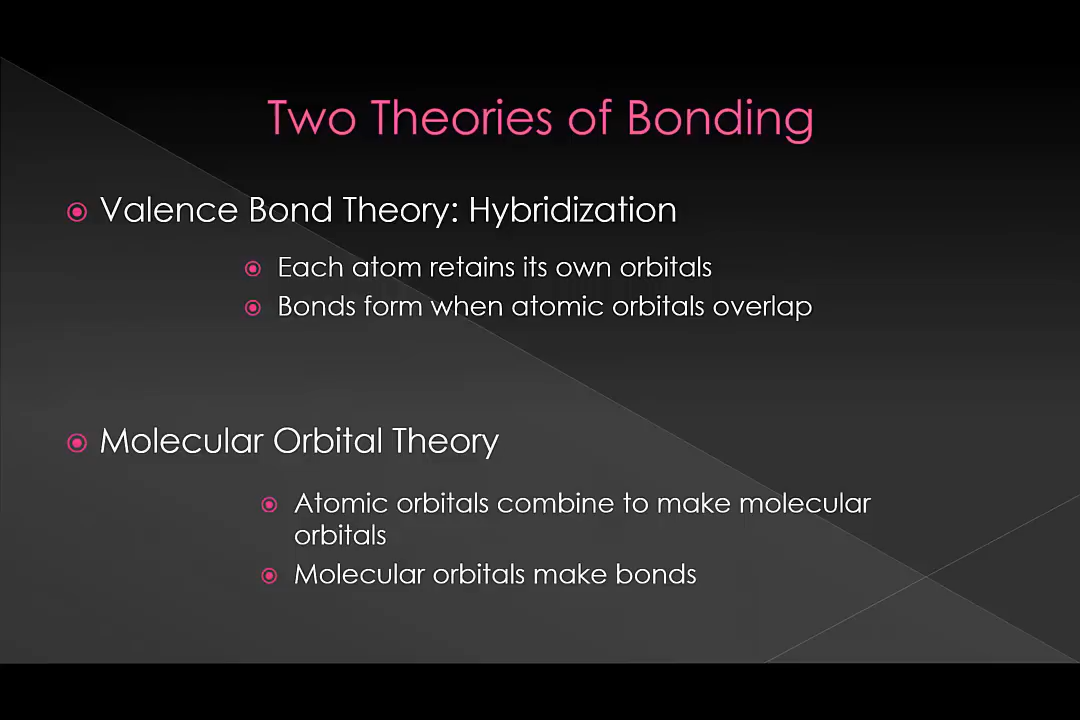 Two Theories of Bonding
Valence Bond Theory: Hybridization
Each atom retains its own orbitals
Bonds form when atomic orbitals overlap
Molecular Orbital Theory
Atomic orbitals combine to make molecular
orbitals
Molecular orbitals make bonds